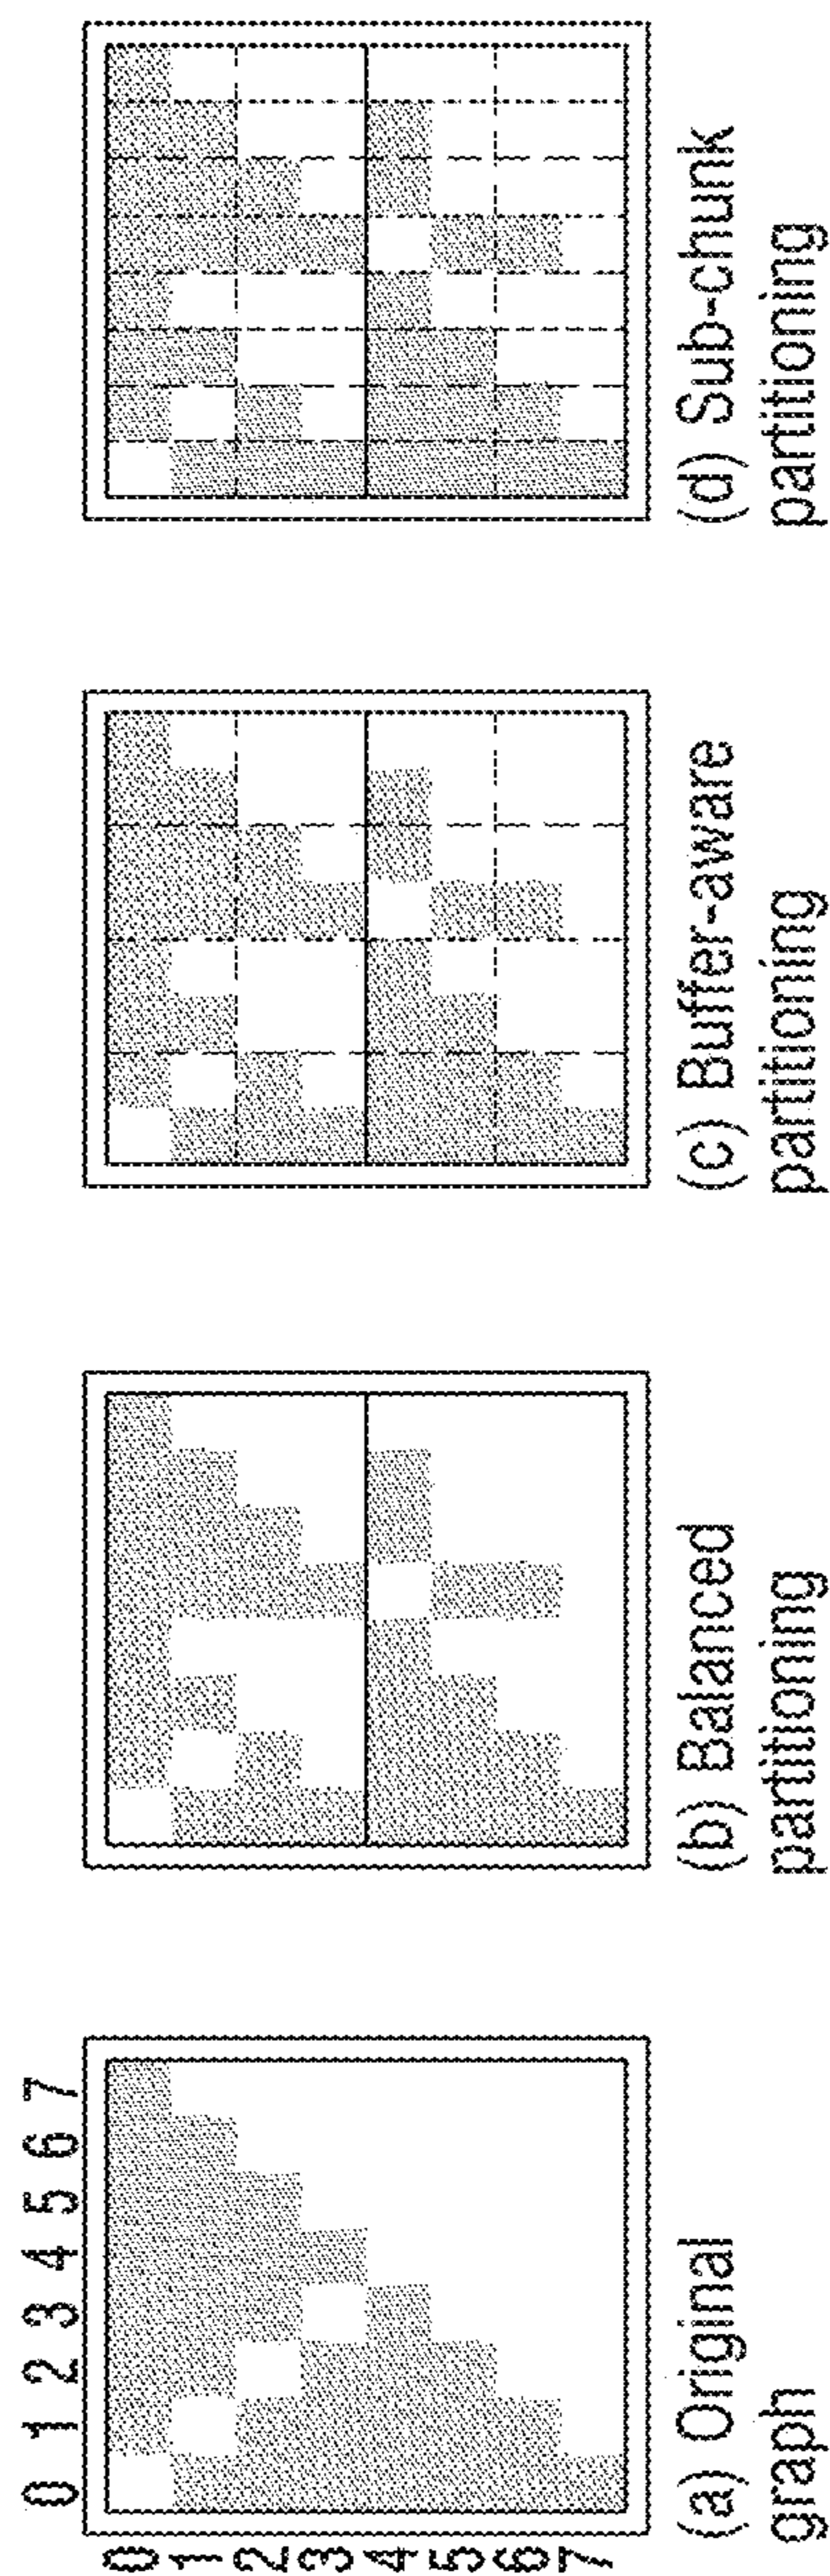 0 1 2 3 4 5 6 7
0
1
2
3
4
5
6
7
(a) Original
graph
(b) Balanced
partitioning
(c) Buffer-aware
partitioning
(d) Sub-chunk
partitioning